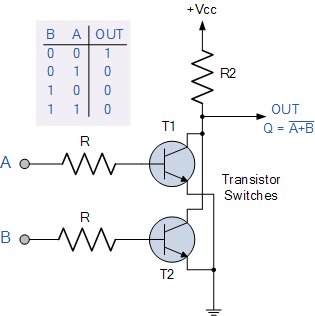 +Vcc
B A OUT
0 0 1
0 1 0
1 0 0
1 1 0
R2
OUT
Q = A̅+̅B̅
T1
R
A
Transistor
Switches
R
B
T2